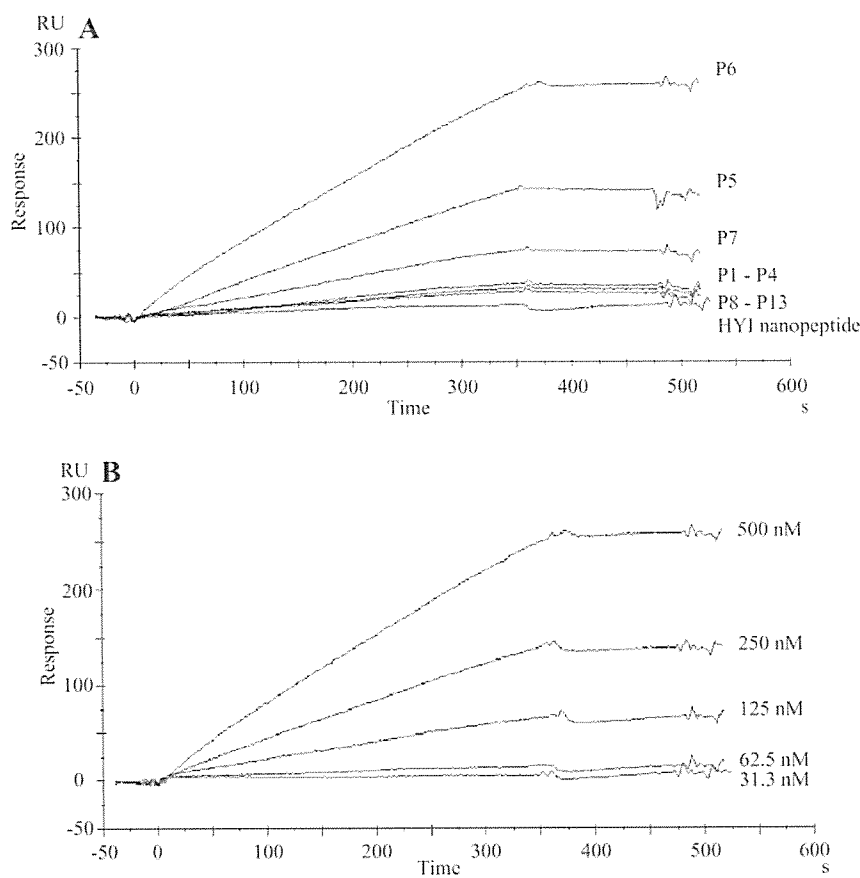 RU A
300
200
100
0
-50
Response
P6
P5
P7
P1 - P4
P8 - P13
HYI nanopeptide
-50 0 100 200 300 400 500 600
Time s
RU B
300
200
100
0
-50
Response
500 nM
250 nM
125 nM
62.5 nM
31.3 nM
-50 0 100 200 300 400 500 600
Time s